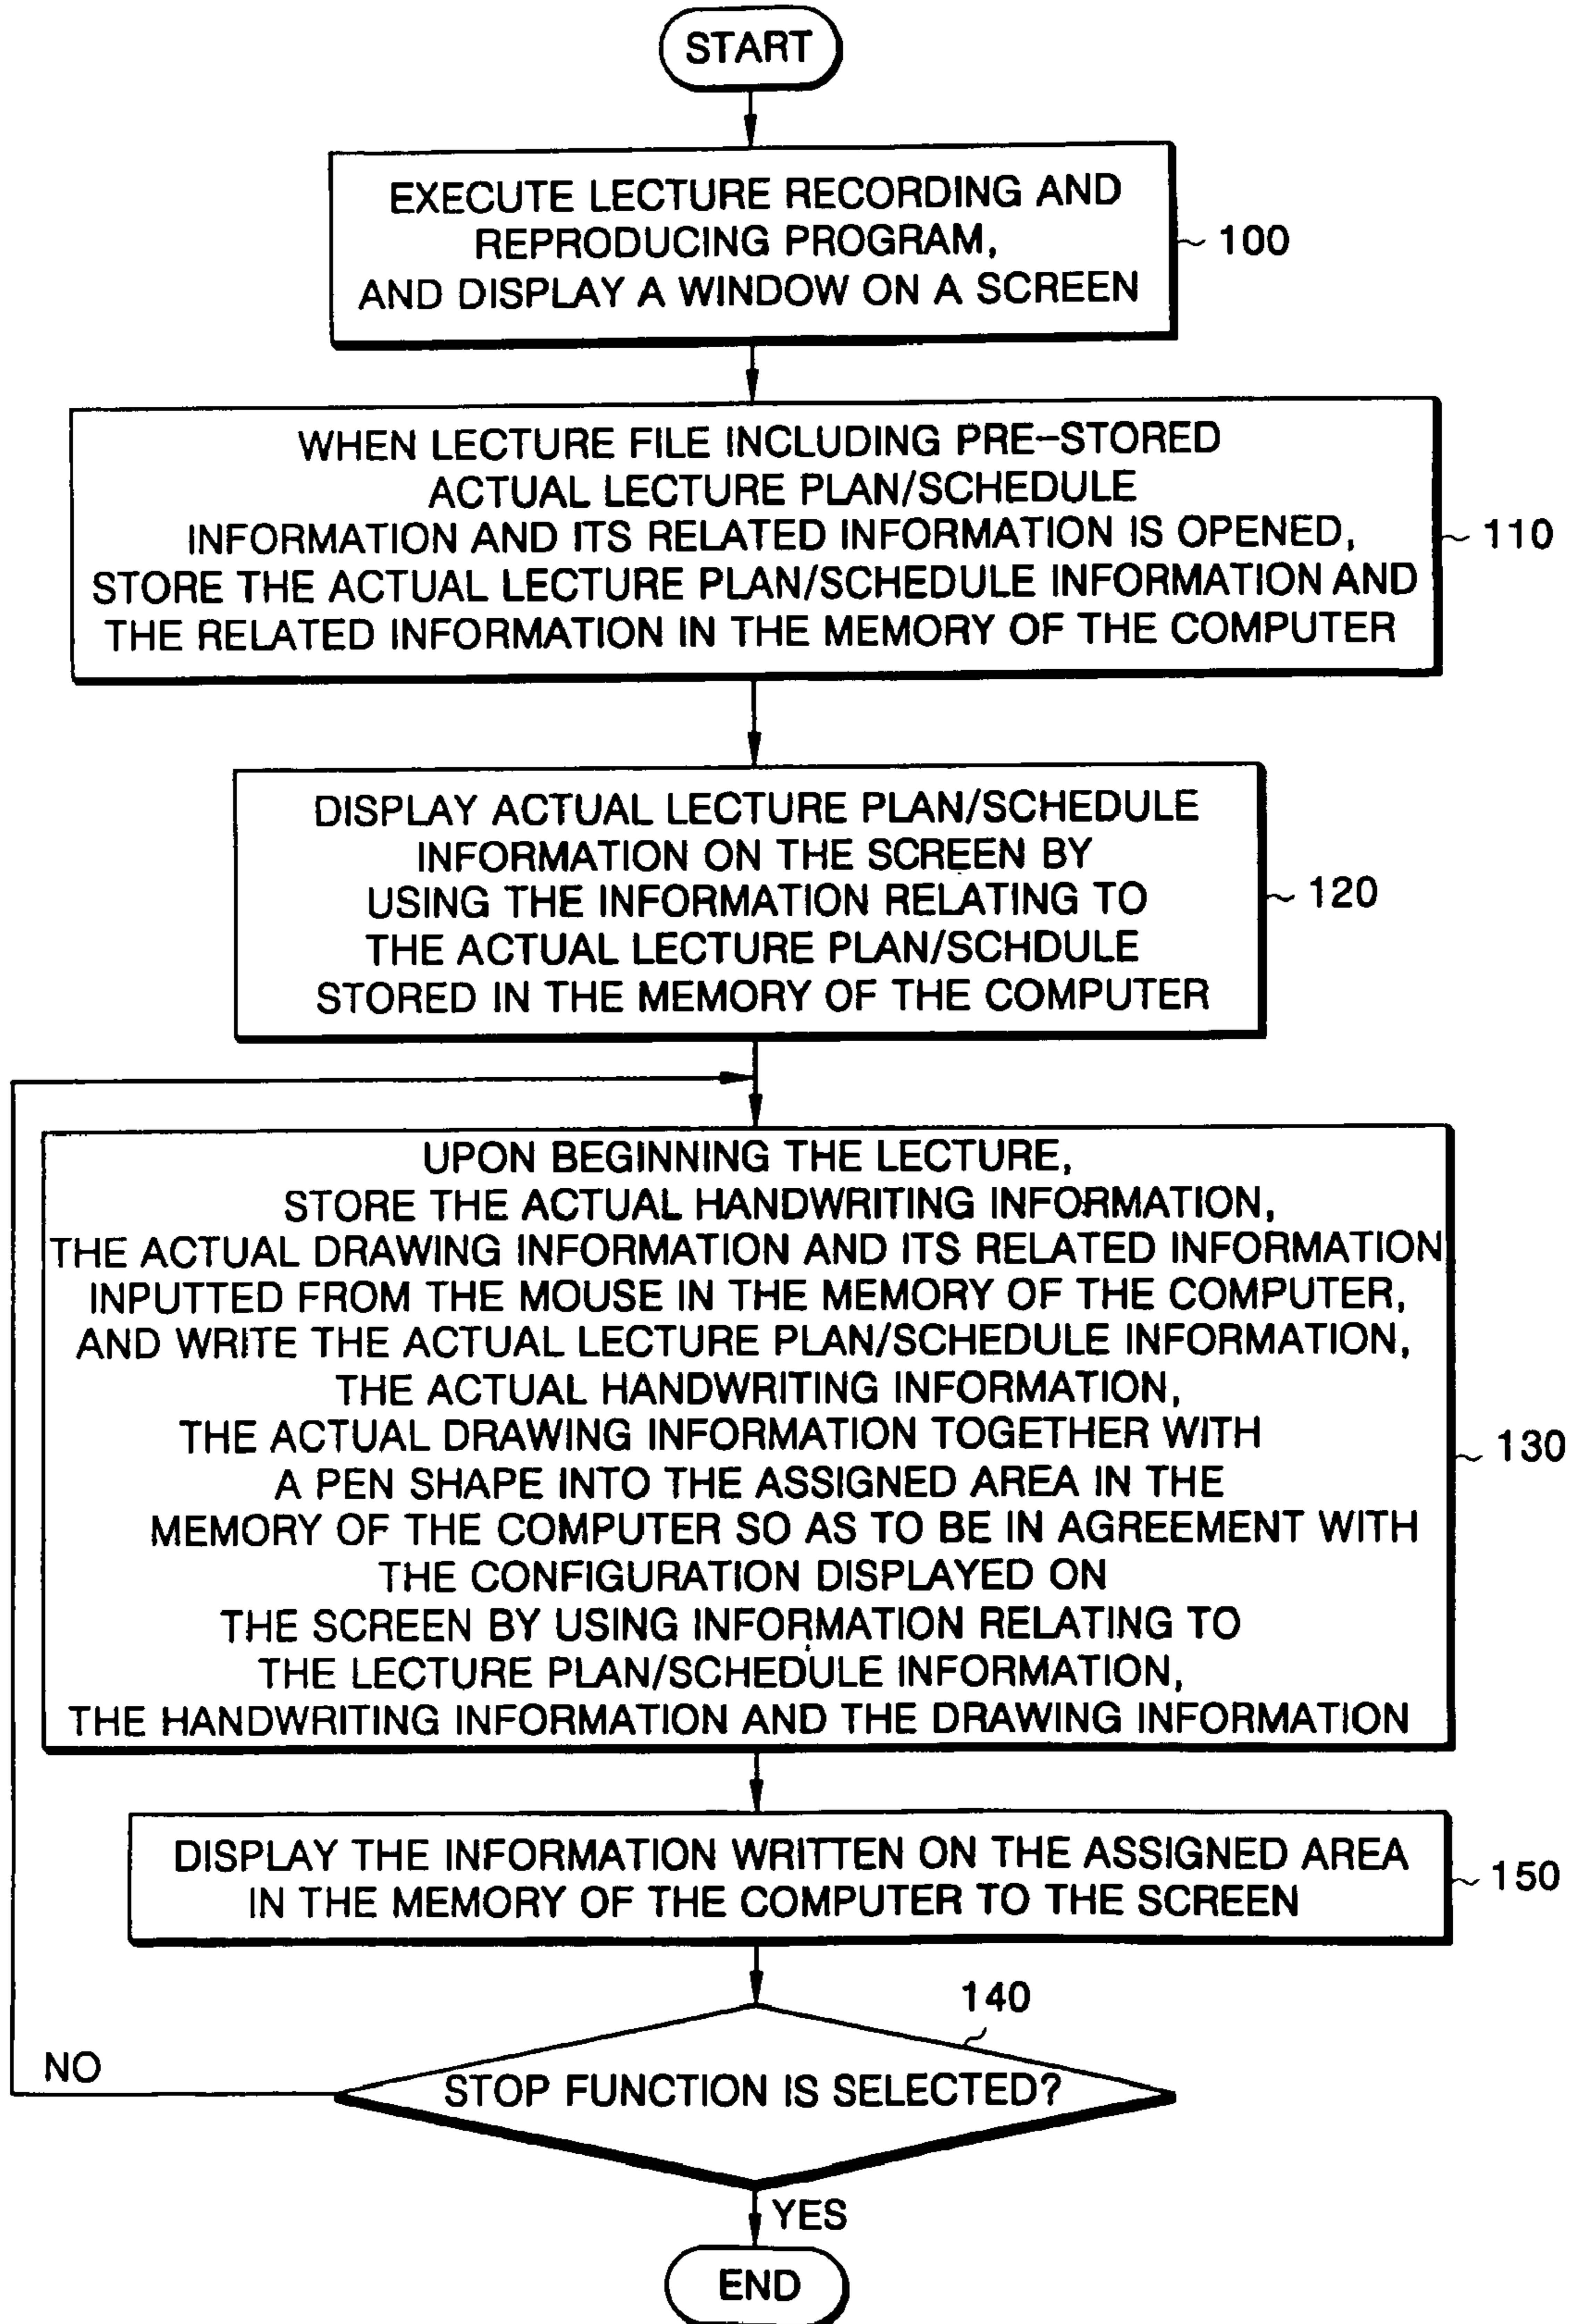 START
EXECUTE LECTURE RECORDING AND
REPRODUCING PROGRAM,
AND DISPLAY A WINDOW ON A SCREEN
100
WHEN LECTURE FILE INCLUDING PRE-STORED
ACTUAL LECTURE PLAN/SCHEDULE
INFORMATION AND ITS RELATED INFORMATION IS OPENED,
STORE THE ACTUAL LECTURE PLAN/SCHEDULE INFORMATION AND
THE RELATED INFORMATION IN THE MEMORY OF THE COMPUTER
110
DISPLAY ACTUAL LECTURE PLAN/SCHEDULE
INFORMATION ON THE SCREEN BY
USING THE INFORMATION RELATING TO
THE ACTUAL LECTURE PLAN/SCHDULE
STORED IN THE MEMORY OF THE COMPUTER
120
UPON BEGINNING THE LECTURE,
STORE THE ACTUAL HANDWRITING INFORMATION,
THE ACTUAL DRAWING INFORMATION AND ITS RELATED INFORMATION
INPUTTED FROM THE MOUSE IN THE MEMORY OF THE COMPUTER,
AND WRITE THE ACTUAL LECTURE PLAN/SCHEDULE INFORMATION,
THE ACTUAL HANDWRITING INFORMATION,
THE ACTUAL DRAWING INFORMATION TOGETHER WITH
A PEN SHAPE INTO THE ASSIGNED AREA IN THE
MEMORY OF THE COMPUTER SO AS TO BE IN AGREEMENT WITH
THE CONFIGURATION DISPLAYED ON
THE SCREEN BY USING INFORMATION RELATING TO
THE LECTURE PLAN/SCHEDULE INFORMATION,
THE HANDWRITING INFORMATION AND THE DRAWING INFORMATION
130
DISPLAY THE INFORMATION WRITTEN ON THE ASSIGNED AREA
IN THE MEMORY OF THE COMPUTER TO THE SCREEN
150
140
NO
STOP FUNCTION IS SELECTED?
YES
END